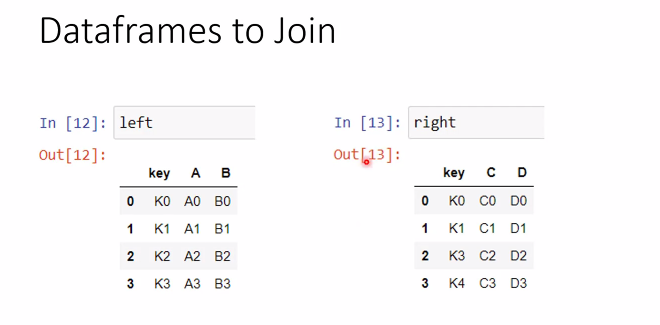 Dataframes to Join
In [12]: left
Out[12]:
key A B
0 K0 A0 B0
1 K1 A1 B1
2 K2 A2 B2
3 K3 A3 B3
In [13]: right
Out[13]:
key C D
0 K0 C0 D0
1 K1 C1 D1
2 K3 C2 D2
3 K4 C3 D3